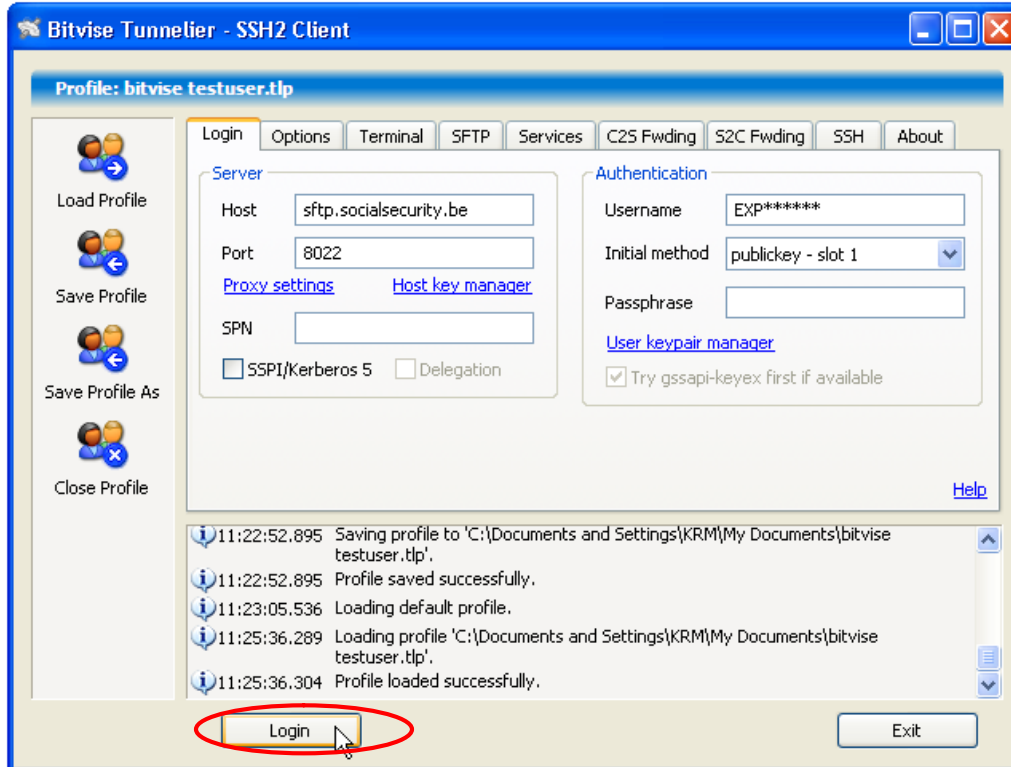 Bitvise Tunnelier - SSH2 Client
Profile: bitvise testuser.tlp
Load Profile
Save Profile
Save Profile As
Close Profile
Login Options Terminal SFTP Services C2S Fwding S2C Fwding SSH About
Server
Host sftp.socialsecurity.be
Port 8022
Proxy settings Host key manager
SPN
SSPI/Kerberos 5 Delegation
Authentication
Username EXP******
Initial method publickey - slot 1
Passphrase
User keypair manager
Try gssapi-keyex first if available
Help
11:22:52.895 Saving profile to 'C:\Documents and Settings\KRM\My Documents\bitvise
testuser.tlp'.
11:22:52.895 Profile saved successfully.
11:23:05.536 Loading default profile.
11:25:36.289 Loading profile 'C:\Documents and Settings\KRM\My Documents\bitvise
testuser.tlp'.
11:25:36.304 Profile loaded successfully.
Login
Exit